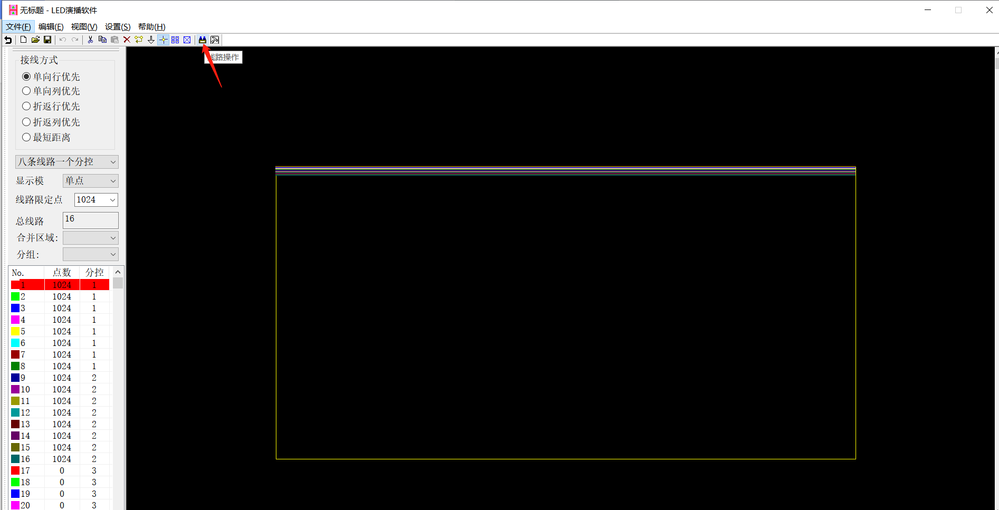 无标题 - LED演播软件
文件(F) 编辑(E) 视图(V) 设置(S) 帮助(H)
线路操作
接线方式
单向行优先
单向列优先
折返行优先
折返列优先
最短距离
八条线路一个分控
显示模 单点
线路限定点 1024
总线路 16
合并区域:
分组:
No. 点数 分控
1 1024 1
2 1024 1
3 1024 1
4 1024 1
5 1024 1
6 1024 1
7 1024 1
8 1024 1
9 1024 2
10 1024 2
11 1024 2
12 1024 2
13 1024 2
14 1024 2
15 1024 2
16 1024 2
17 0 3
18 0 3
19 0 3
20 0 3